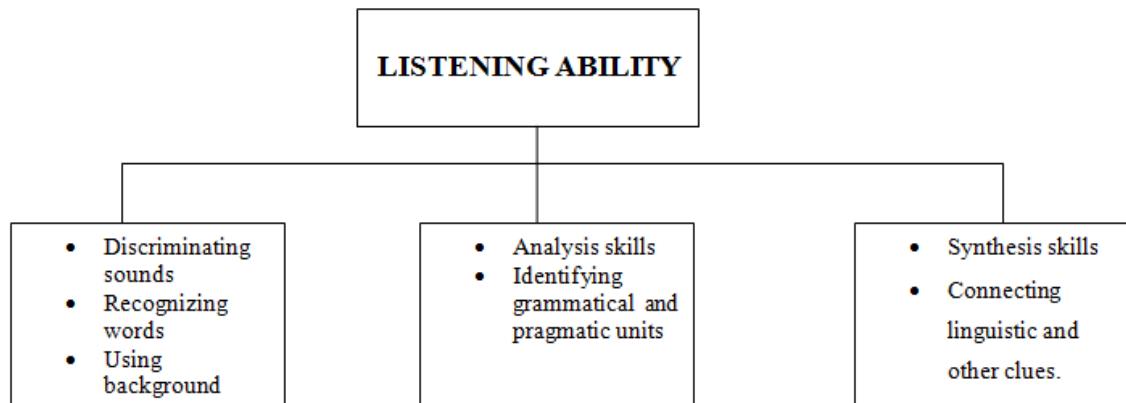 LISTENING ABILITY
• Discriminating
sounds
• Recognizing
words
• Using
background
• Analysis skills
• Identifying
grammatical and
pragmatic units
• Synthesis skills
• Connecting
linguistic and
other clues.